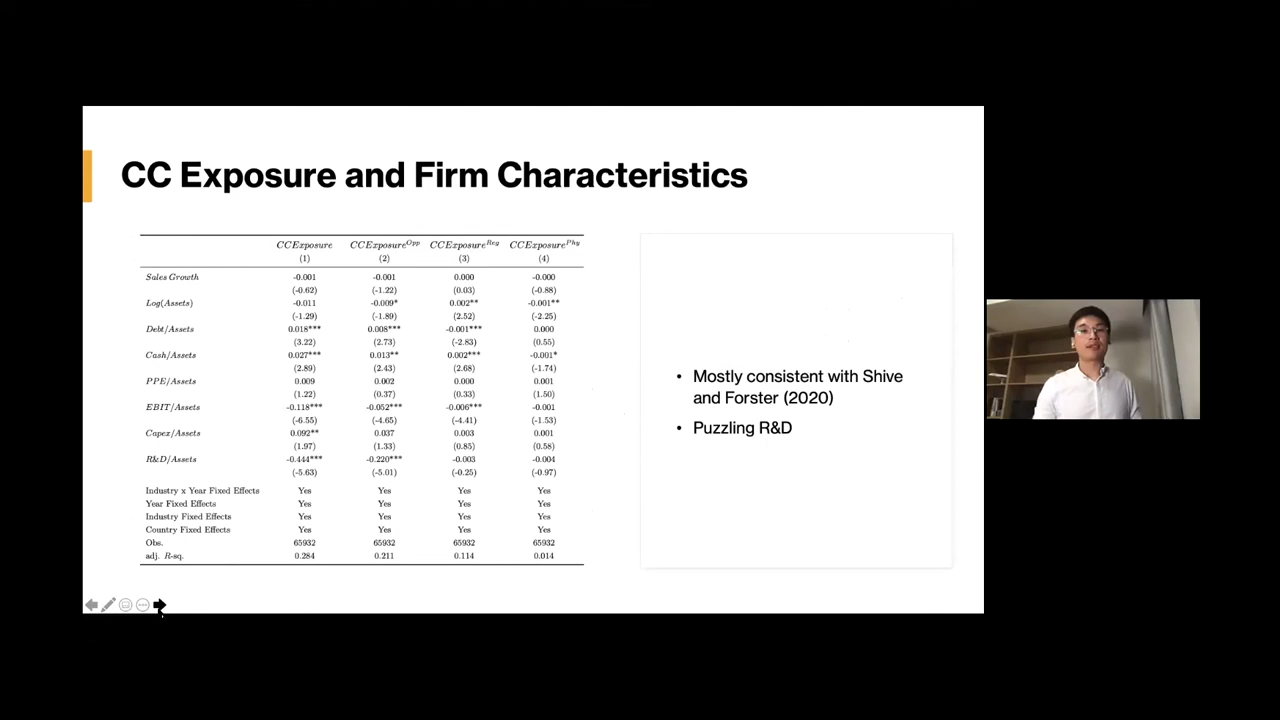 CC Exposure and Firm Characteristics
CCExposure CCExposure^Opp CCExposure^Reg CCExposure^Phy
(1) (2) (3) (4)
Sales Growth -0.001 -0.001 0.000 -0.000
(-0.62) (-1.22) (0.03) (-0.88)
Log(Assets) -0.011 -0.009* 0.002** -0.001**
(-1.29) (-1.89) (2.52) (-2.25)
Debt/Assets 0.018*** 0.008*** -0.001*** 0.000
(3.22) (2.73) (-2.83) (0.55)
Cash/Assets 0.027*** 0.013** 0.002*** -0.001*
(2.89) (2.43) (2.68) (-1.74)
PPE/Assets 0.009 0.002 0.000 0.001
(1.22) (0.37) (0.33) (1.50)
EBIT/Assets -0.118*** -0.052*** -0.006*** -0.001
(-6.55) (-4.65) (-4.41) (-1.53)
Capex/Assets 0.092** 0.037 0.003 0.001
(1.97) (1.33) (0.85) (0.58)
R&D/Assets -0.444*** -0.220*** -0.003 -0.004
(-5.63) (-5.01) (-0.25) (-0.97)
Industry x Year Fixed Effects Yes Yes Yes Yes
Year Fixed Effects Yes Yes Yes Yes
Industry Fixed Effects Yes Yes Yes Yes
Country Fixed Effects Yes Yes Yes Yes
Obs. 65932 65932 65932 65932
adj. R-sq. 0.284 0.211 0.114 0.014
• Mostly consistent with Shive
and Forster (2020)
• Puzzling R&D